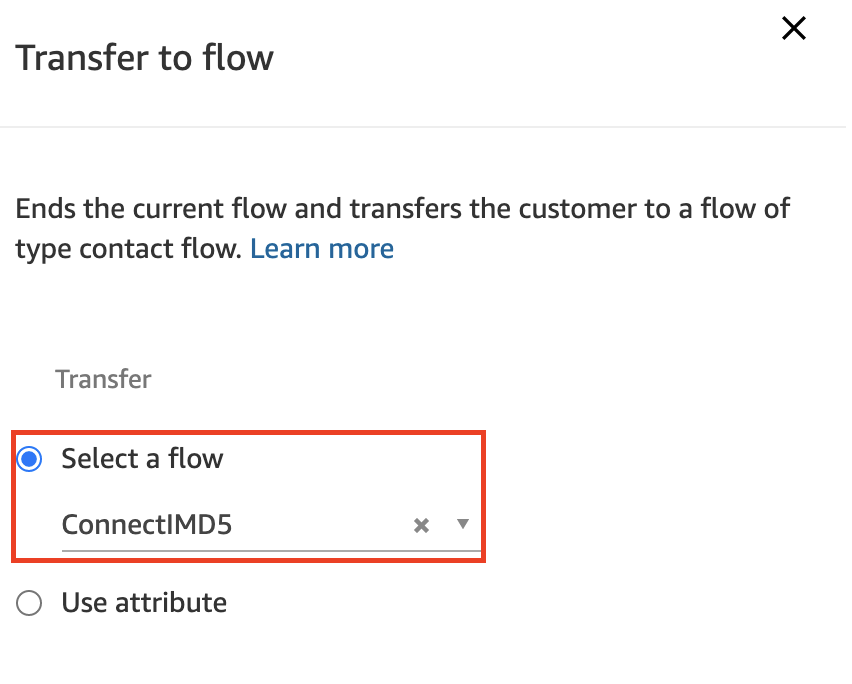 Transfer to flow
Ends the current flow and transfers the customer to a flow of
type contact flow. Learn more
Transfer
Select a flow
ConnectIMD5
Use attribute